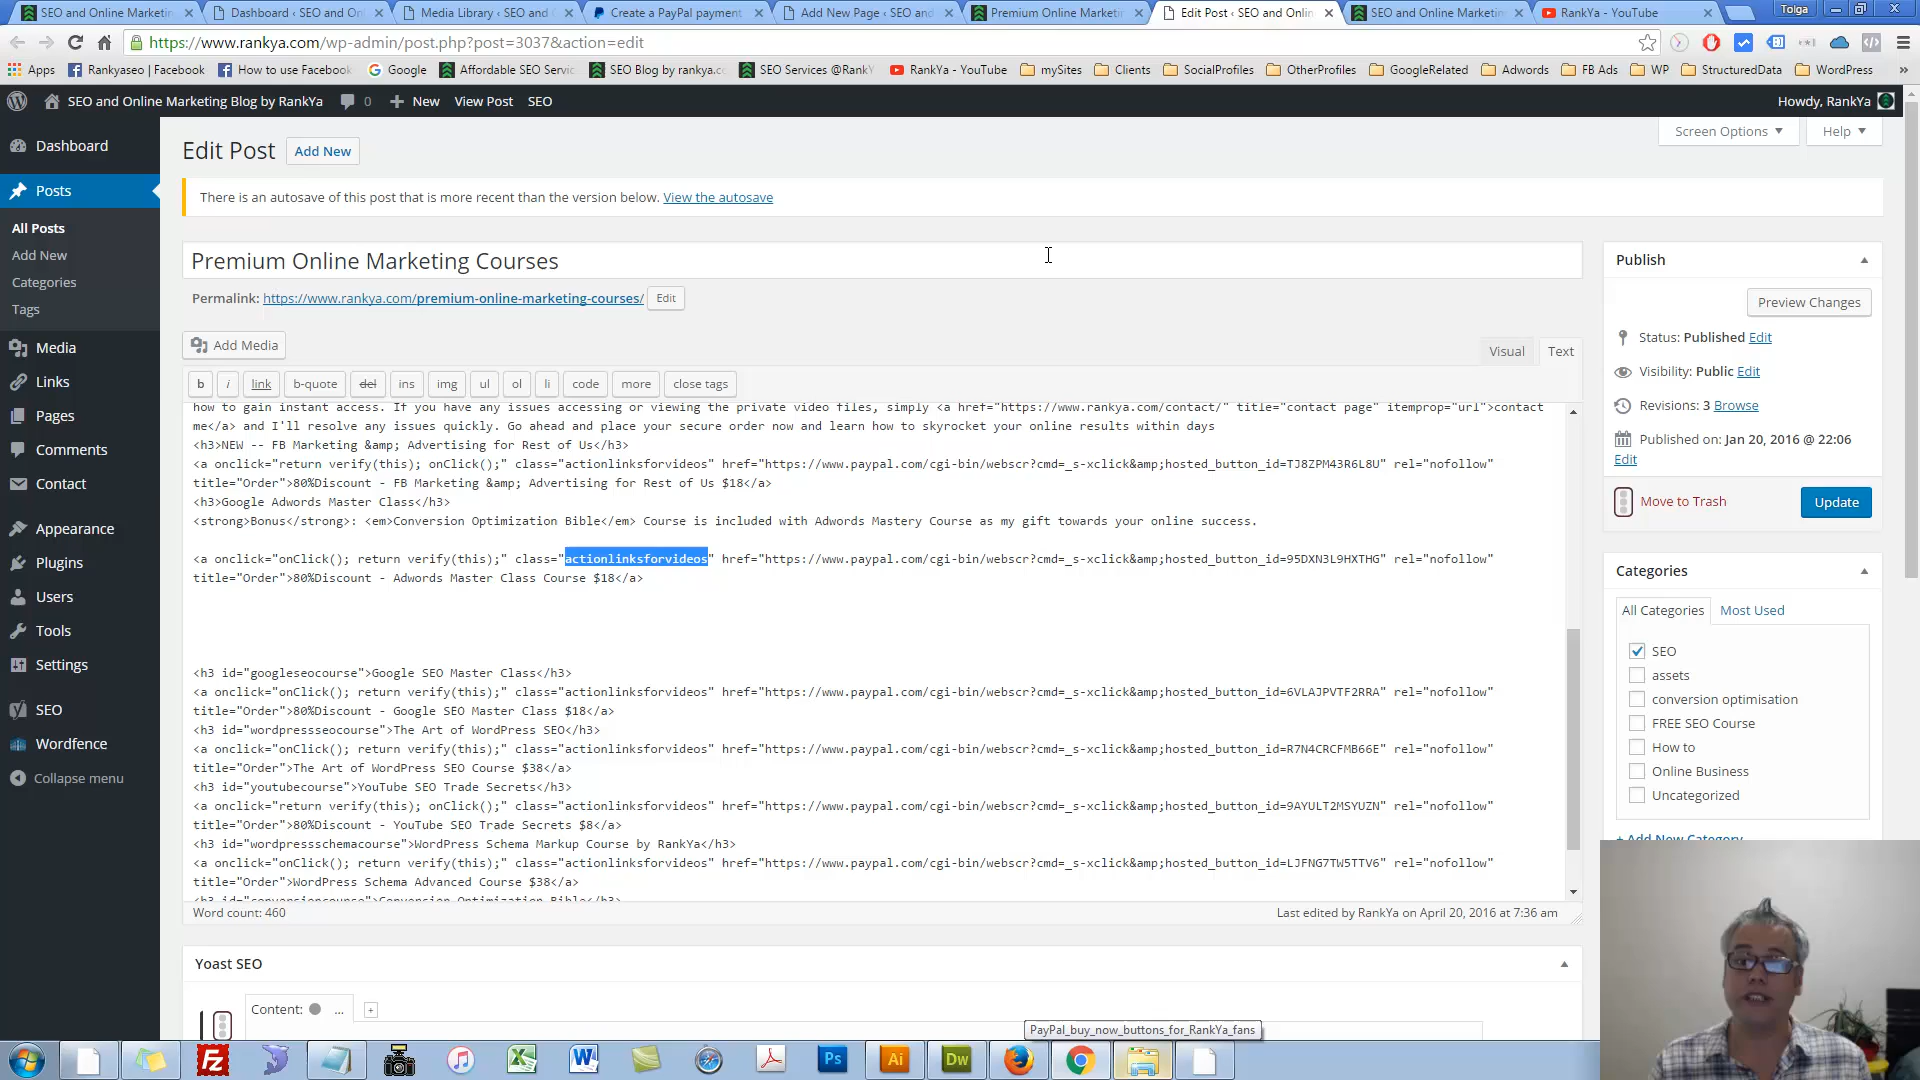 SEO and Online Marketin
Dashboard ‹ SEO and On
Media Library ‹ SEO and
Create a PayPal payment
Add New Page ‹ SEO and
Premium Online Marketin
Edit Post ‹ SEO and Onlin
SEO and Online Marketin
RankYa - YouTube
Tolga
https://www.rankya.com/wp-admin/post.php?post=3037&action=edit
Apps
Rankyaseo | Facebook
How to use Facebook
Google
Affordable SEO Servic
SEO Blog by rankya.c
SEO Services @RankY
RankYa - YouTube
mySites
Clients
SocialProfiles
OtherProfiles
GoogleRelated
Adwords
FB Ads
WP
StructuredData
WordPress
»
SEO and Online Marketing Blog by RankYa
0
New
View Post
SEO
Howdy, RankYa
Dashboard
Posts
All Posts
Add New
Categories
Tags
Media
Links
Pages
Comments
Contact
Appearance
Plugins
Users
Tools
Settings
SEO
Wordfence
Collapse menu
Screen Options
Help
Edit Post
Add New
There is an autosave of this post that is more recent than the version below. View the autosave
Premium Online Marketing Courses
Permalink: https://www.rankya.com/premium-online-marketing-courses/ Edit
Add Media
Visual
Text
b
i
link
b-quote
del
ins
img
ul
ol
li
code
more
close tags
how to gain instant access. If you have any issues accessing or viewing the private video files, simply <a href="https://www.rankya.com/contact/" title="contact page" itemprop="url">contact
me</a> and I'll resolve any issues quickly. Go ahead and place your secure order now and learn how to skyrocket your online results within days
<h3>NEW -- FB Marketing &amp; Advertising for Rest of Us</h3>
<a onclick="return verify(this); onClick();" class="actionlinksforvideos" href="https://www.paypal.com/cgi-bin/webscr?cmd=_s-xclick&amp;hosted_button_id=TJ8ZPM43R6L8U" rel="nofollow"
title="Order">80%Discount - FB Marketing &amp; Advertising for Rest of Us $18</a>
<h3>Google Adwords Master Class</h3>
<strong>Bonus</strong>: <em>Conversion Optimization Bible</em> Course is included with Adwords Mastery Course as my gift towards your online success.
<a onclick="onClick(); return verify(this);" class="actionlinksforvideos" href="https://www.paypal.com/cgi-bin/webscr?cmd=_s-xclick&amp;hosted_button_id=95DXN3L9HXTHG" rel="nofollow"
title="Order">80%Discount - Adwords Master Class Course $18</a>
<h3 id="googleseocourse">Google SEO Master Class</h3>
<a onclick="onClick(); return verify(this);" class="actionlinksforvideos" href="https://www.paypal.com/cgi-bin/webscr?cmd=_s-xclick&amp;hosted_button_id=6VLAJPVTF2RRA" rel="nofollow"
title="Order">80%Discount - Google SEO Master Class $18</a>
<h3 id="wordpressseocourse">The Art of WordPress SEO</h3>
<a onclick="onClick(); return verify(this);" class="actionlinksforvideos" href="https://www.paypal.com/cgi-bin/webscr?cmd=_s-xclick&amp;hosted_button_id=R7N4CRCFMB66E" rel="nofollow"
title="Order">The Art of WordPress SEO Course $38</a>
<h3 id="youtubecourse">YouTube SEO Trade Secrets</h3>
<a onclick="return verify(this); onClick();" class="actionlinksforvideos" href="https://www.paypal.com/cgi-bin/webscr?cmd=_s-xclick&amp;hosted_button_id=9AYULT2MSYUZN" rel="nofollow"
title="Order">80%Discount - YouTube SEO Trade Secrets $8</a>
<h3 id="wordpressschemacourse">WordPress Schema Markup Course by RankYa</h3>
<a onclick="onClick(); return verify(this);" class="actionlinksforvideos" href="https://www.paypal.com/cgi-bin/webscr?cmd=_s-xclick&amp;hosted_button_id=LJFNG7TW5TTV6" rel="nofollow"
title="Order">WordPress Schema Advanced Course $38</a>
<h3 id="conversioncourse">Conversion Optimization Bible</h3>
Word count: 460
Last edited by RankYa on April 20, 2016 at 7:36 am
Yoast SEO
Content:
...
+
Publish
Preview Changes
Status: Published Edit
Visibility: Public Edit
Revisions: 3 Browse
Published on: Jan 20, 2016 @ 22:06
Edit
Move to Trash
Update
Categories
All Categories
Most Used
SEO
assets
conversion optimisation
FREE SEO Course
How to
Online Business
Uncategorized
+ Add New Category
PayPal_buy_now_buttons_for_RankYa_fans
Fz
W
Ps
Ai
Dw